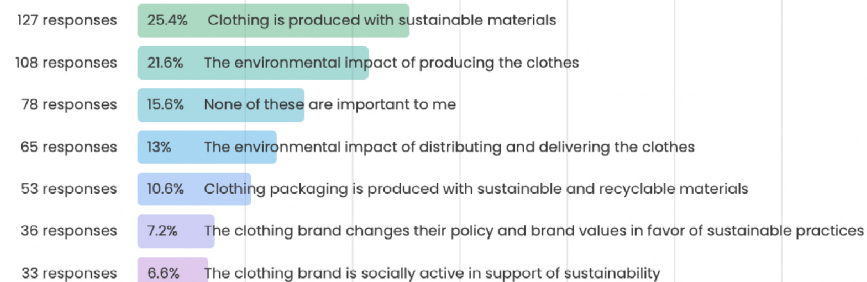 127 responses 25.4% Clothing is produced with sustainable materials
108 responses 21.6% The environmental impact of producing the clothes
78 responses 15.6% None of these are important to me
65 responses 13% The environmental impact of distributing and delivering the clothes
53 responses 10.6% Clothing packaging is produced with sustainable and recyclable materials
36 responses 7.2% The clothing brand changes their policy and brand values in favor of sustainable practices
33 responses 6.6% The clothing brand is socially active in support of sustainability